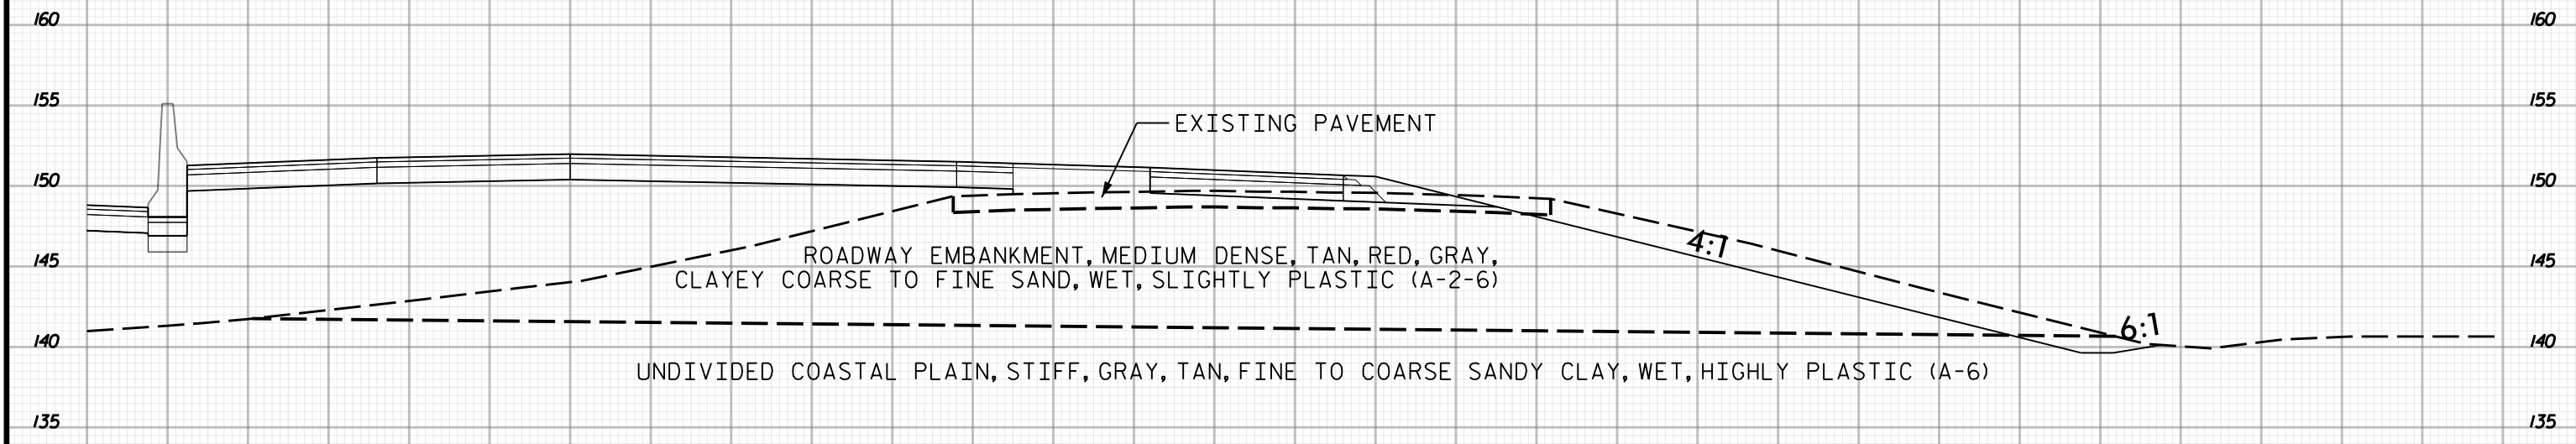 160 160
155 155
EXISTING PAVEMENT
150 150
4:1
ROADWAY EMBANKMENT, MEDIUM DENSE, TAN, RED, GRAY,
145 145
CLAYEY COARSE TO FINE SAND, WET, SLIGHTLY PLASTIC (A-2-6)
6:1
140 140
UNDIVIDED COASTAL PLAIN, STIFF, GRAY, TAN, FINE TO COARSE SANDY CLAY, WET, HIGHLY PLASTIC (A-6)
135 135